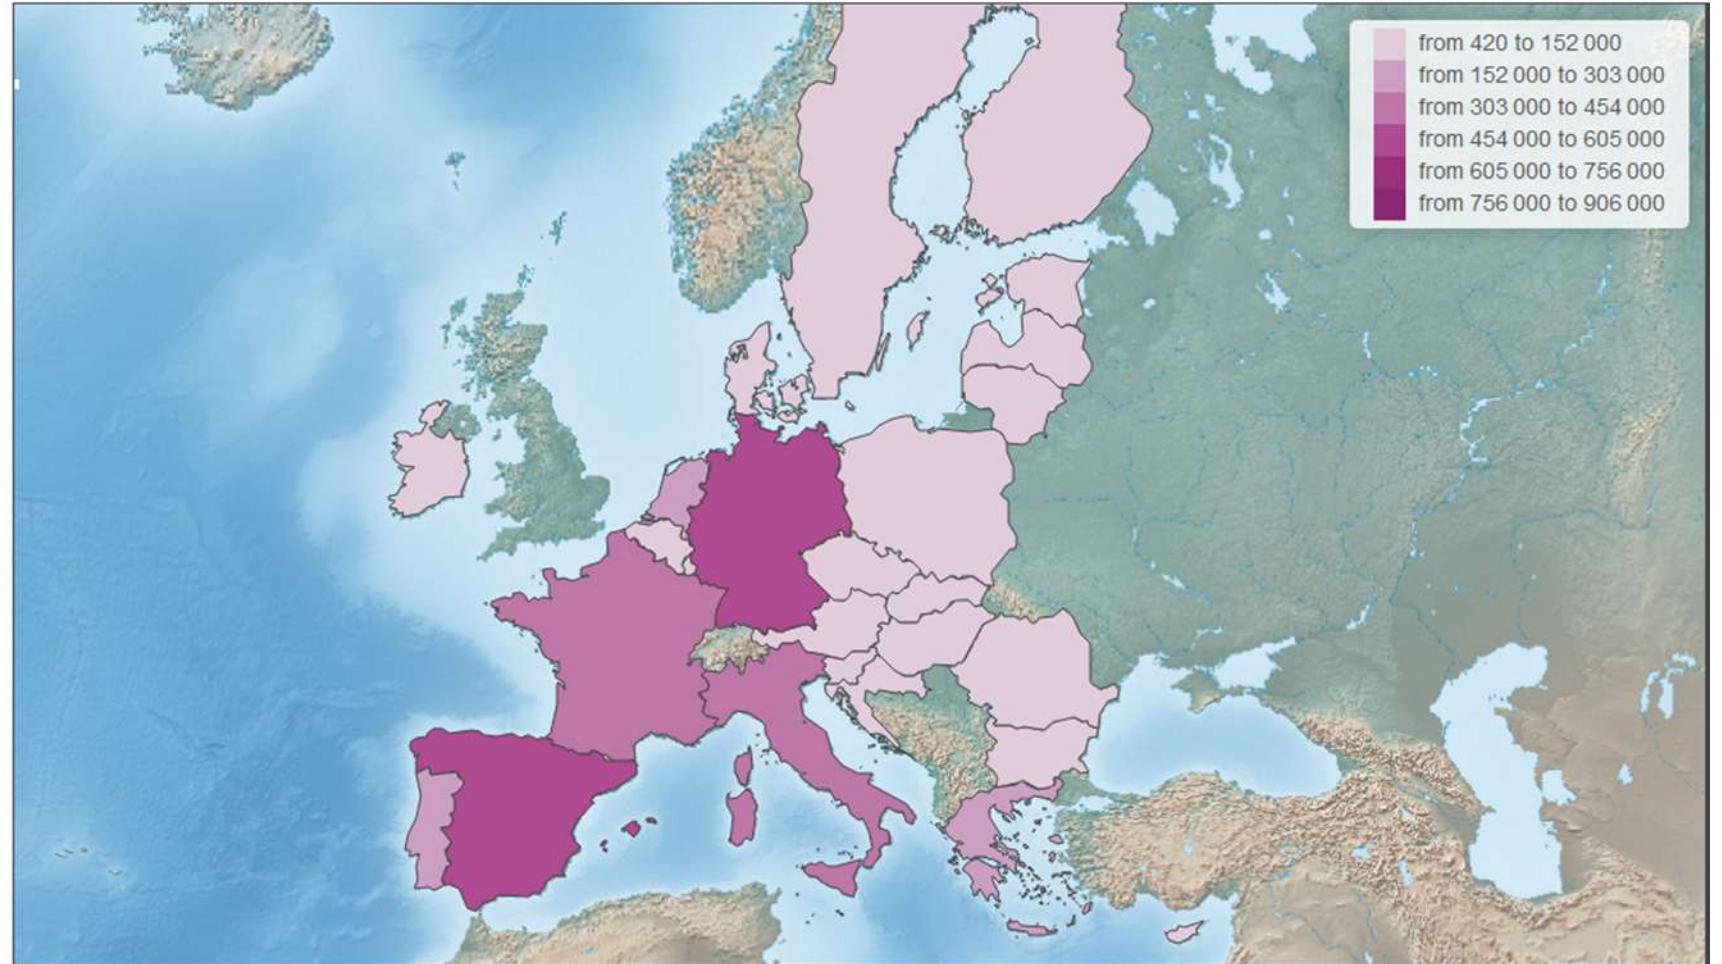 from 420 to 152 000
from 152 000 to 303 000
from 303 000 to 454 000
from 454 000 to 605 000
from 605 000 to 756 000
from 756 000 to 906 000